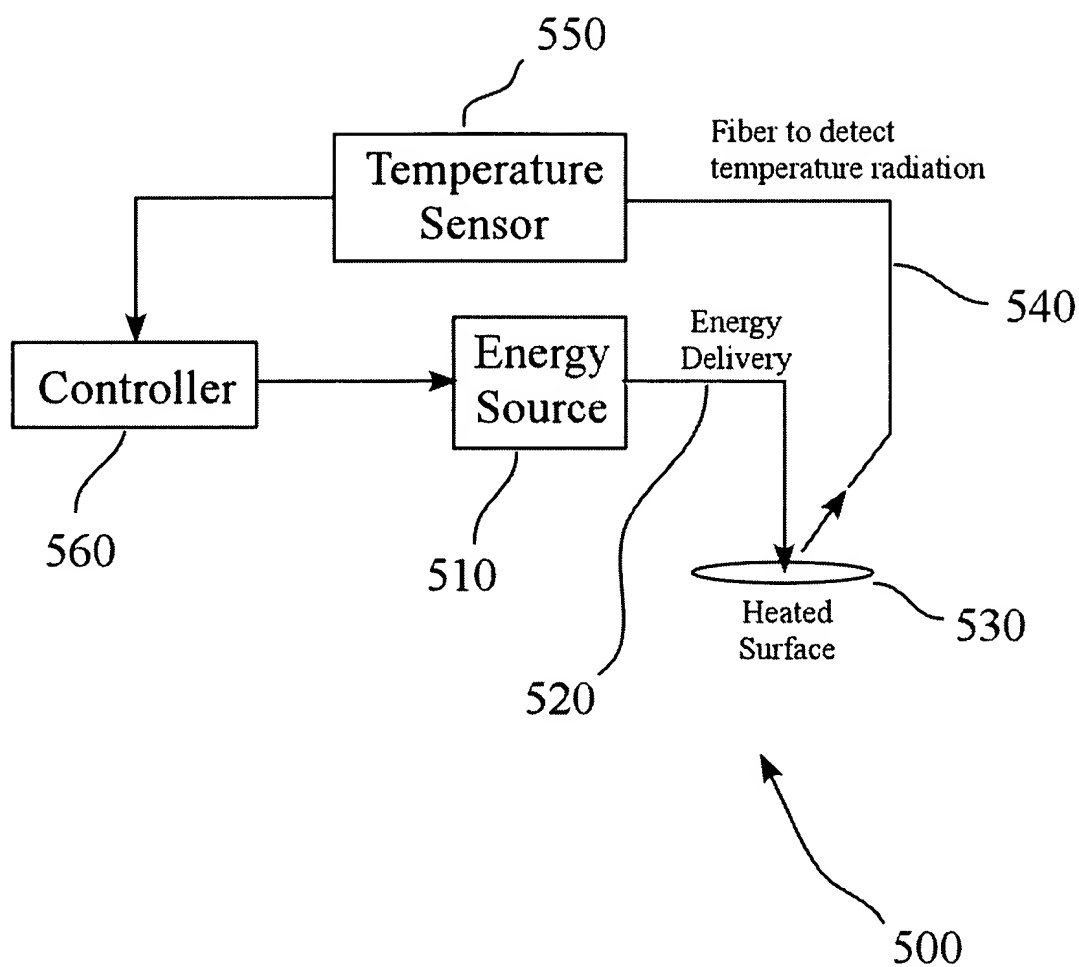 550
Fiber to detect
temperature radiation
Temperature
Sensor
540
Energy
Delivery
Energy
Source
Controller
560
510
530
Heated
Surface
520
500